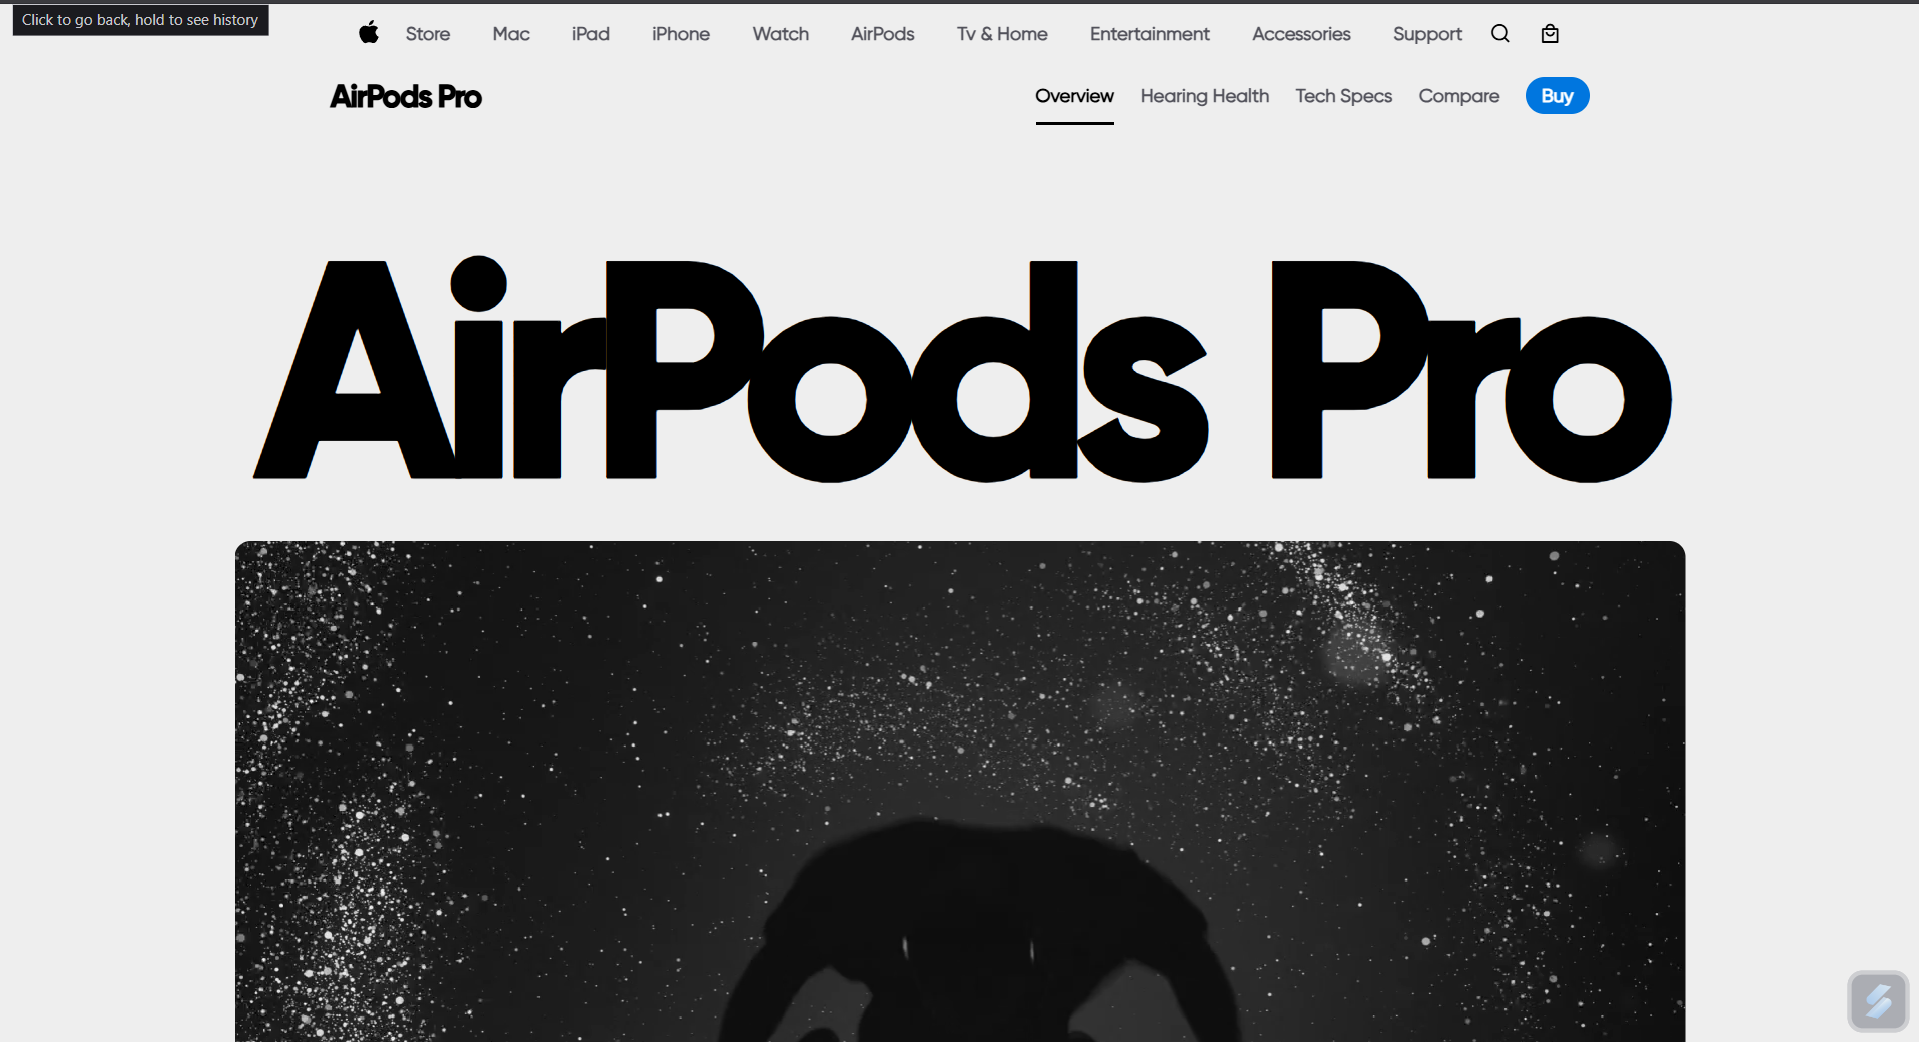 Click to go back, hold to see history
Store Mac iPad iPhone Watch AirPods Tv & Home Entertainment Accessories Support
AirPods Pro
Overview Hearing Health Tech Specs Compare Buy
AirPods Pro